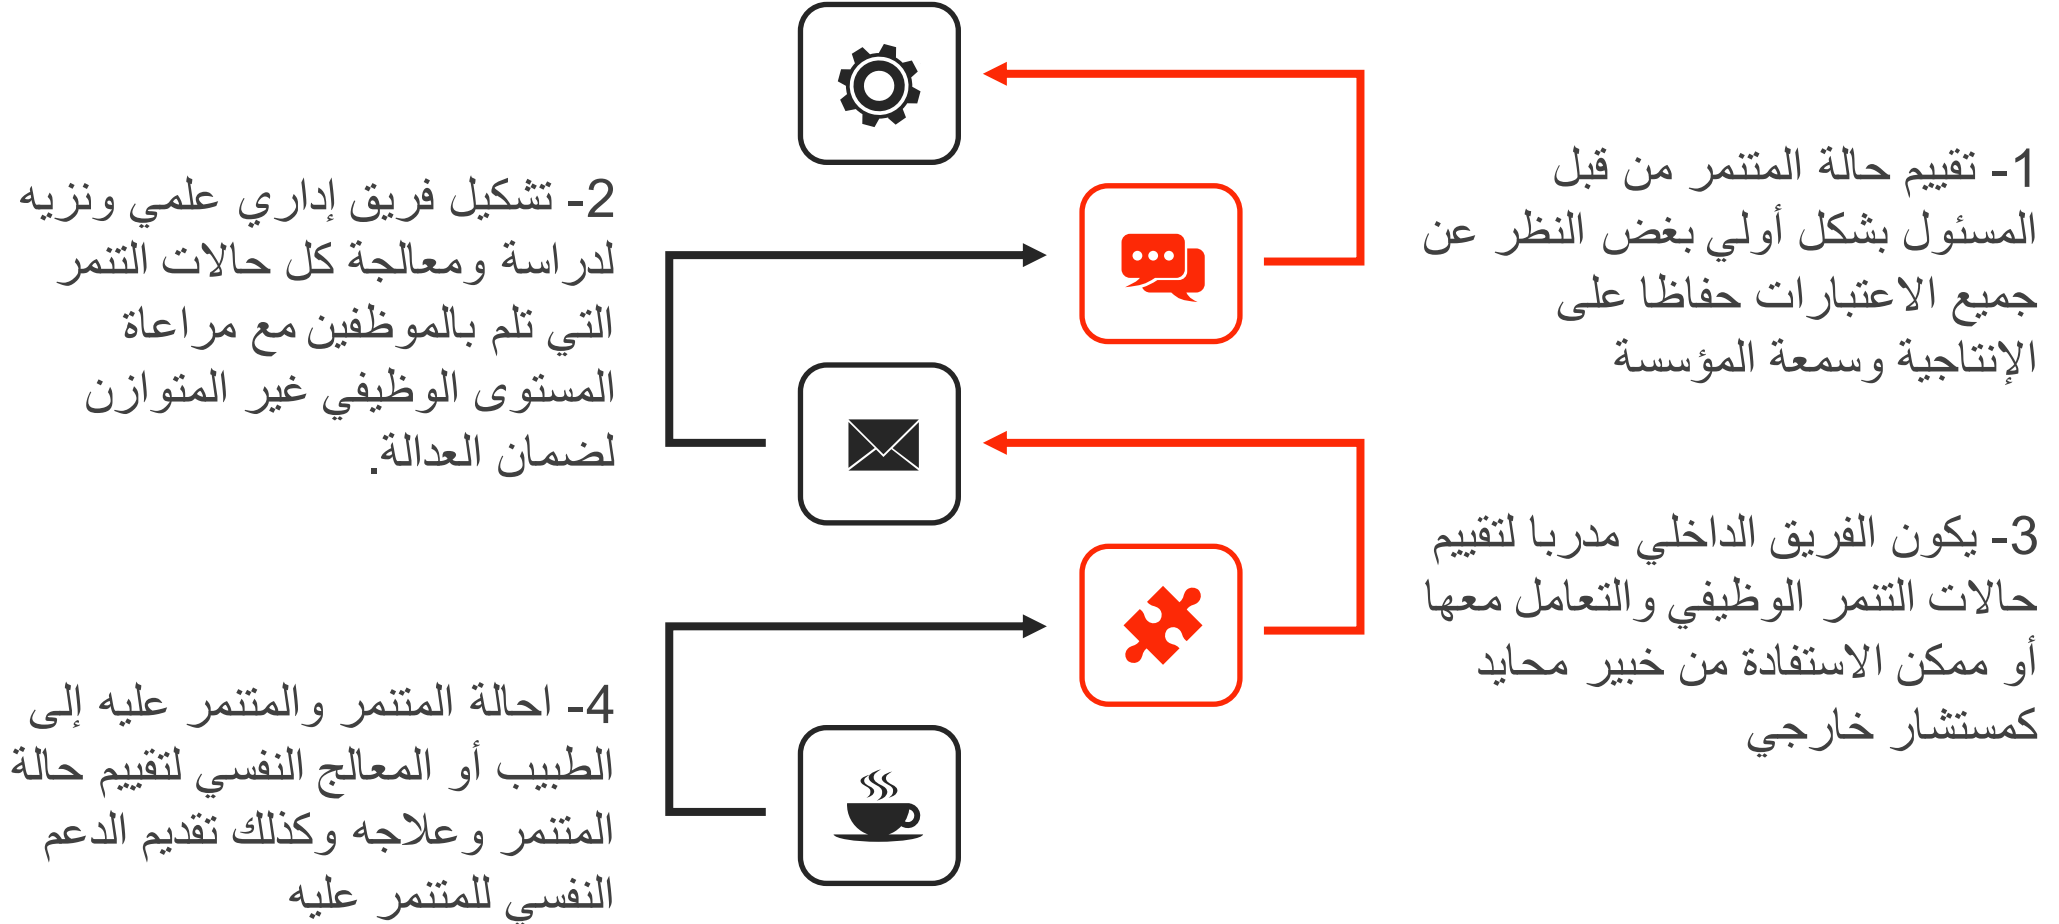 1- تقييم حالة المتنمر من قبل
المسئول بشكل أولي بغض النظر عن
جميع الاعتبارات حفاظا على
الإنتاجية وسمعة المؤسسة
2- تشكيل فريق إداري علمي ونزيه
لدراسة ومعالجة كل حالات التنمر
التي تلم بالموظفين مع مراعاة
المستوى الوظيفي غير المتوازن
لضمان العدالة.
3- يكون الفريق الداخلي مدربا لتقييم
حالات التنمر الوظيفي والتعامل معها
أو ممكن الاستفادة من خبير محايد
كمستشار خارجي
4- احالة المتنمر والمتنمر عليه إلى
الطبيب أو المعالج النفسي لتقييم حالة
المتنمر وعلاجه وكذلك تقديم الدعم
النفسي للمتنمر عليه